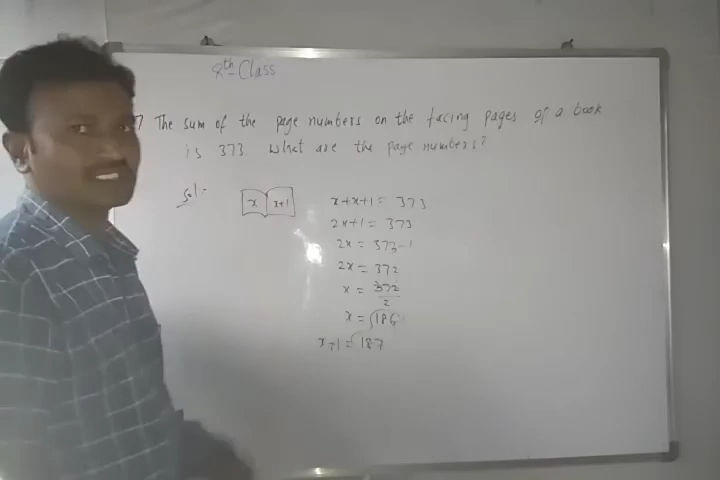 8th Class
7 The sum of the page numbers on the facing pages of a book
is 373. What are the page numbers?
Sol:-
x x+1
x+x+1= 373
2x+1= 373
2x = 373-1
2x = 372
x = 372/2
x = 186
x+1 = 187